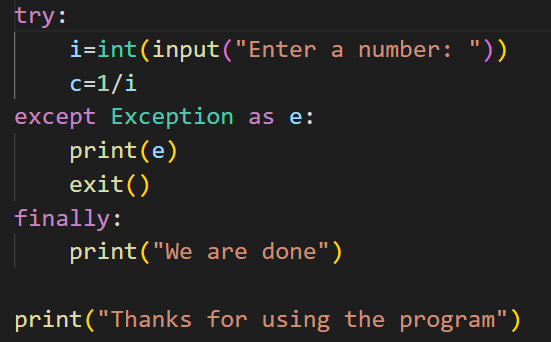 try:
    i=int(input("Enter a number: "))
    c=1/i
except Exception as e:
    print(e)
    exit()
finally:
    print("We are done")
print("Thanks for using the program")